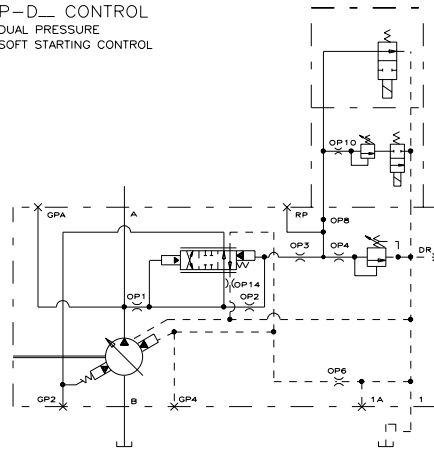 P-D__ CONTROL
DUAL PRESSURE
SOFT STARTING CONTROL
OP10
GPA
A
RP
OP8
OP3
OP4
DR
OP14
OP1
OP2
OP6
GP2
B
GP4
1A
1